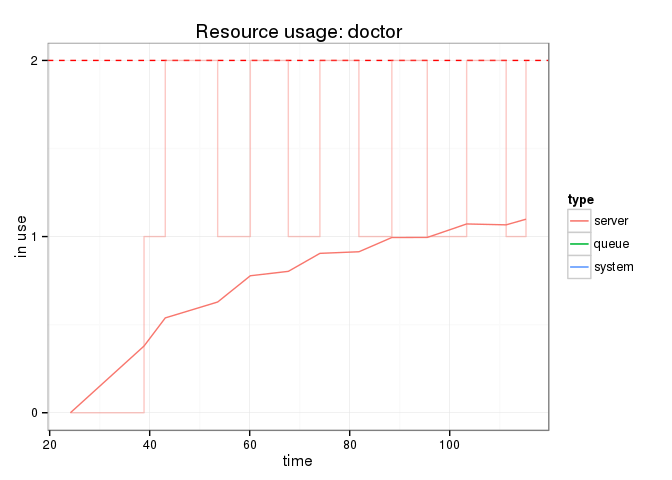 Resource usage: doctor
2
1
0
in use
20 40 60 80 100
time
type
server
queue
system